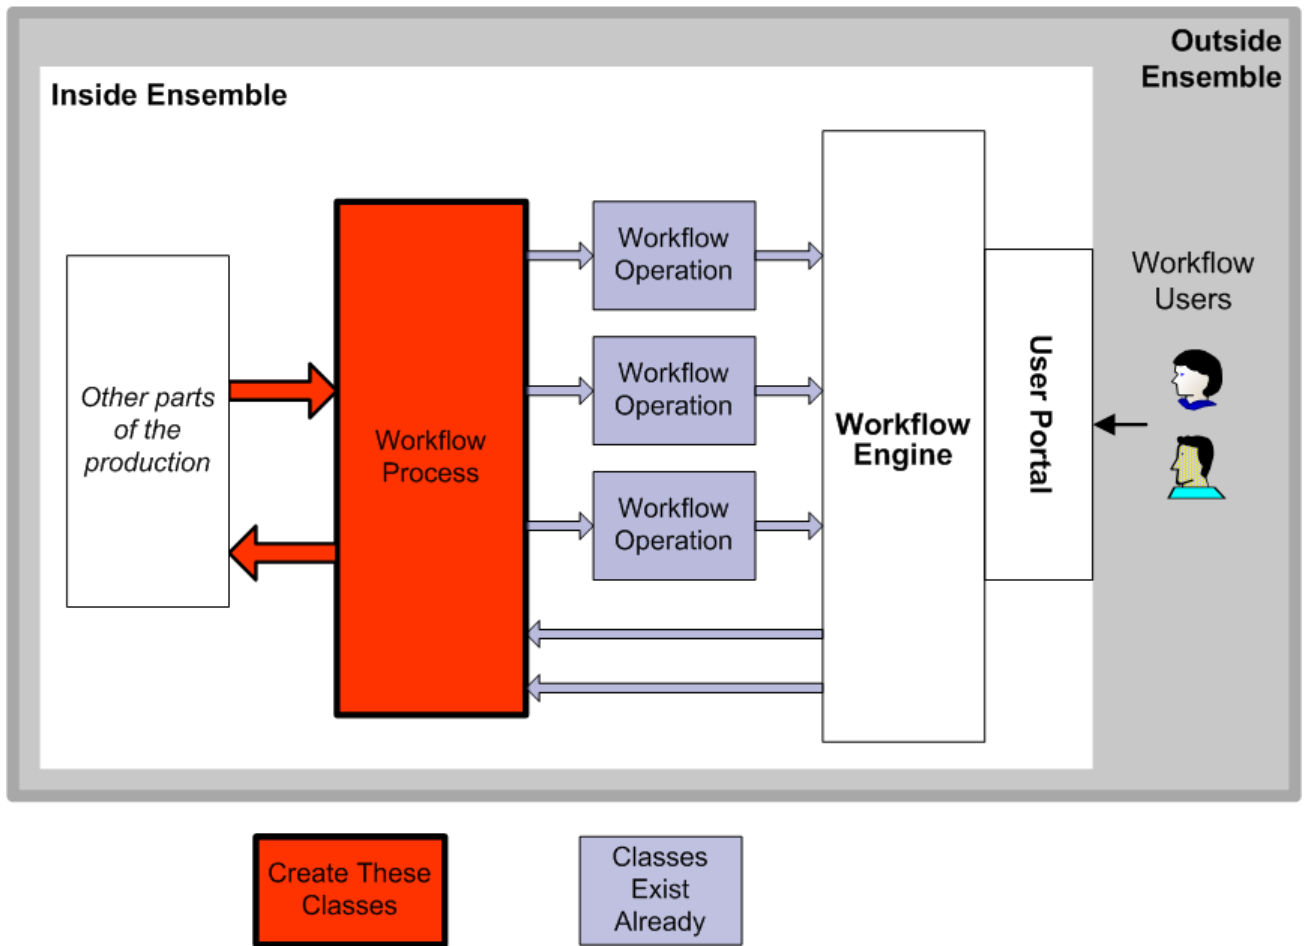 Outside
Ensemble
Inside Ensemble
Other parts
of the
production
Workflow
Process
Workflow
Operation
Workflow
Operation
Workflow
Operation
Workflow
Engine
User Portal
Workflow
Users
Create These
Classes
Classes
Exist
Already